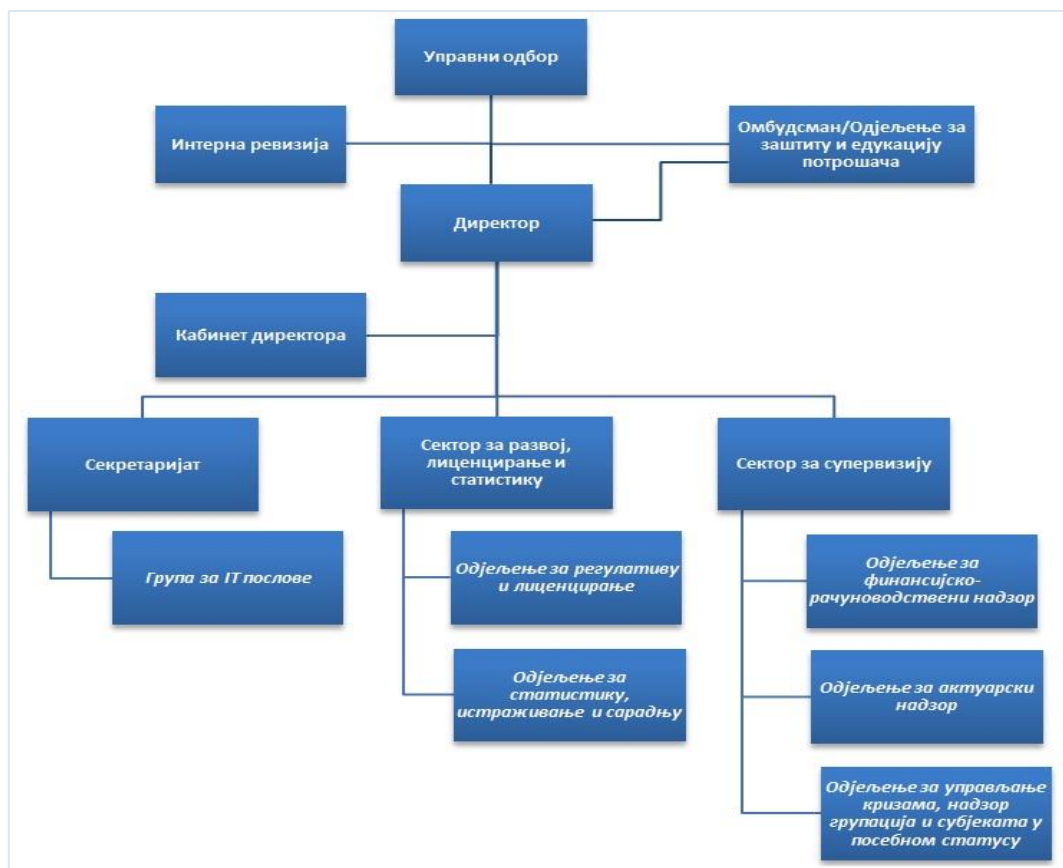 Управни одбор
Интерна ревизија
Омбудсман/Одјељење за
заштиту и едукацију
потрошача
Директор
Кабинет директора
Секретаријат
Сектор за развој,
лиценцирање и
статистику
Сектор за супервизију
Група за IT послове
Одјељење за регулативу
и лиценцирање
Одјељење за
финансијско-
рачуноводствени надзор
Одјељење за
статистику,
истраживање и сарадњу
Одјељење за актуарски
надзор
Одјељење за управљање
кризама, надзор
групација и субјеката у
посебном статусу